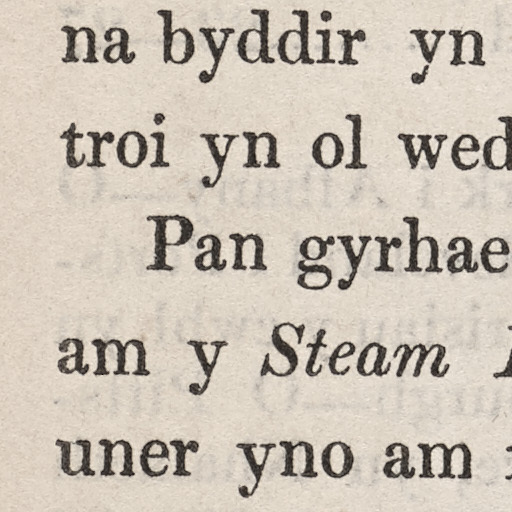 na byddir yn
troi yn ol wed
Pan gyrhae
am y Steam
uner yno am